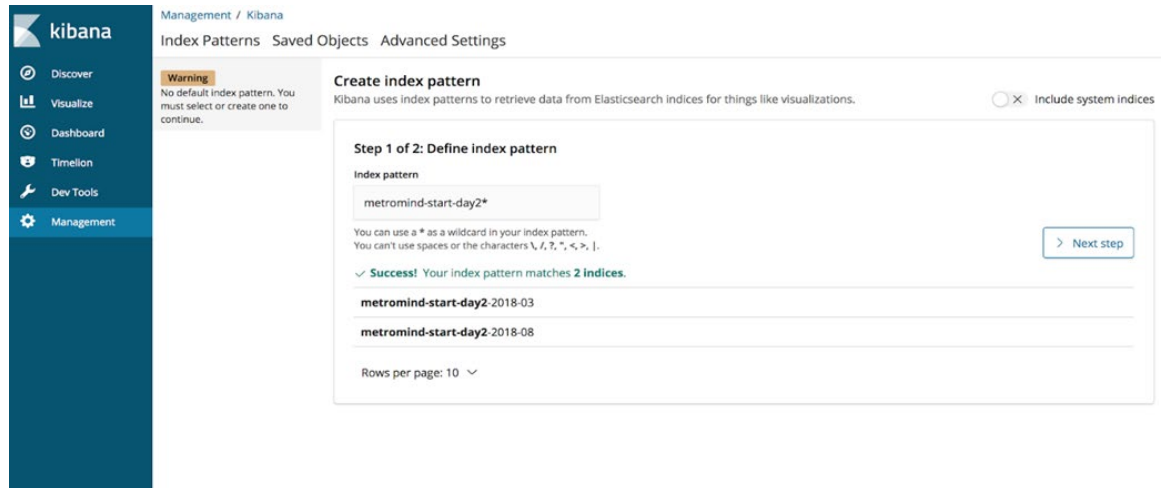 kibana
Discover
Visualize
Dashboard
Timelion
Dev Tools
Management
Management / Kibana
Index Patterns Saved Objects Advanced Settings
Warning
No default index pattern. You
must select or create one to
continue.
Create index pattern
Kibana uses index patterns to retrieve data from Elasticsearch indices for things like visualizations.
Include system indices
Step 1 of 2: Define index pattern
Index pattern
metromind-start-day2*
You can use a * as a wildcard in your index pattern.
You can't use spaces or the characters \, /, ?, ", <, >, |.
Next step
Success! Your index pattern matches 2 indices.
metromind-start-day2-2018-03
metromind-start-day2-2018-08
Rows per page: 10